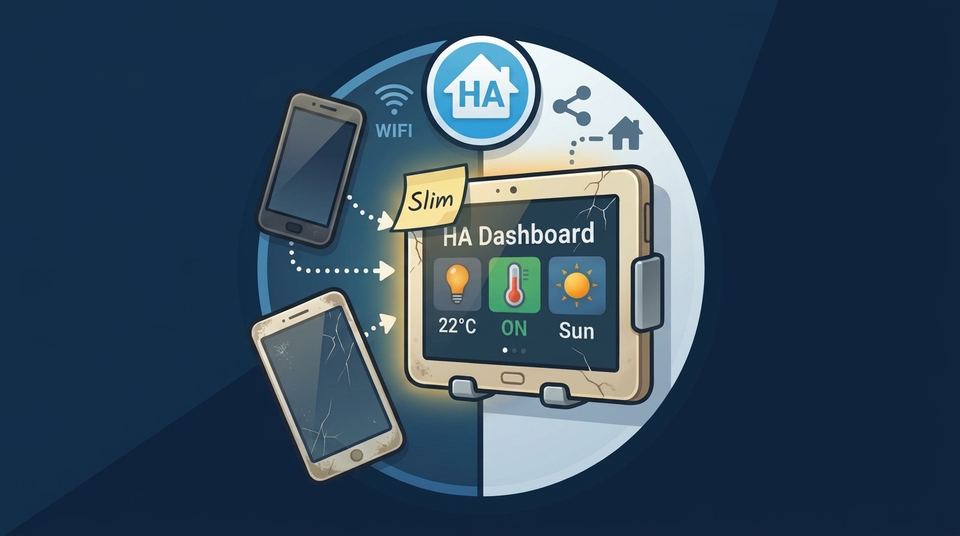 HA
WIFI
Slim
HA Dashboard
22°C
ON
Sun